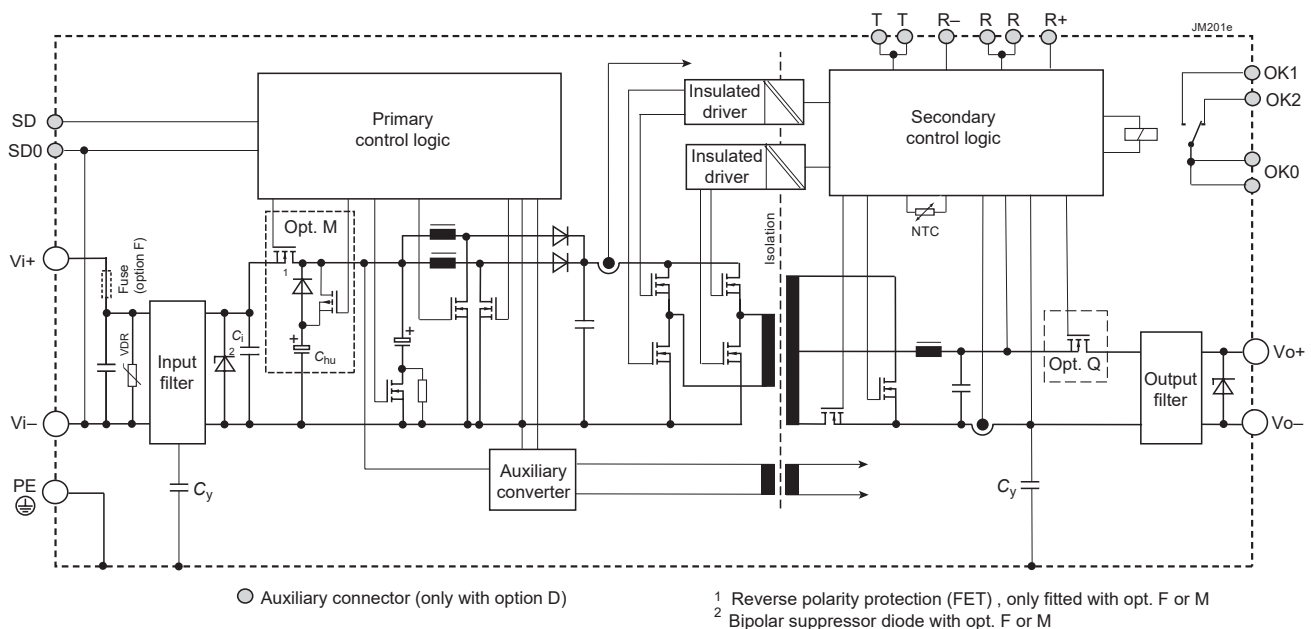 T T R– R R R+
JM201e
OK1
OK2
OK0
SD
SD0
Primary
control logic
Insulated
driver
Insulated
driver
Secondary
control logic
Isolation
NTC
Opt. M
1
Vi+
Fuse
(option F)
VDR
Input
filter
2
Ci
+
Chu
+
Opt. Q
Output
filter
Vo+
Vo–
Vi–
PE
Cy
Auxiliary
converter
Cy
Auxiliary connector (only with option D)
1 Reverse polarity protection (FET) , only fitted with opt. F or M
2 Bipolar suppressor diode with opt. F or M